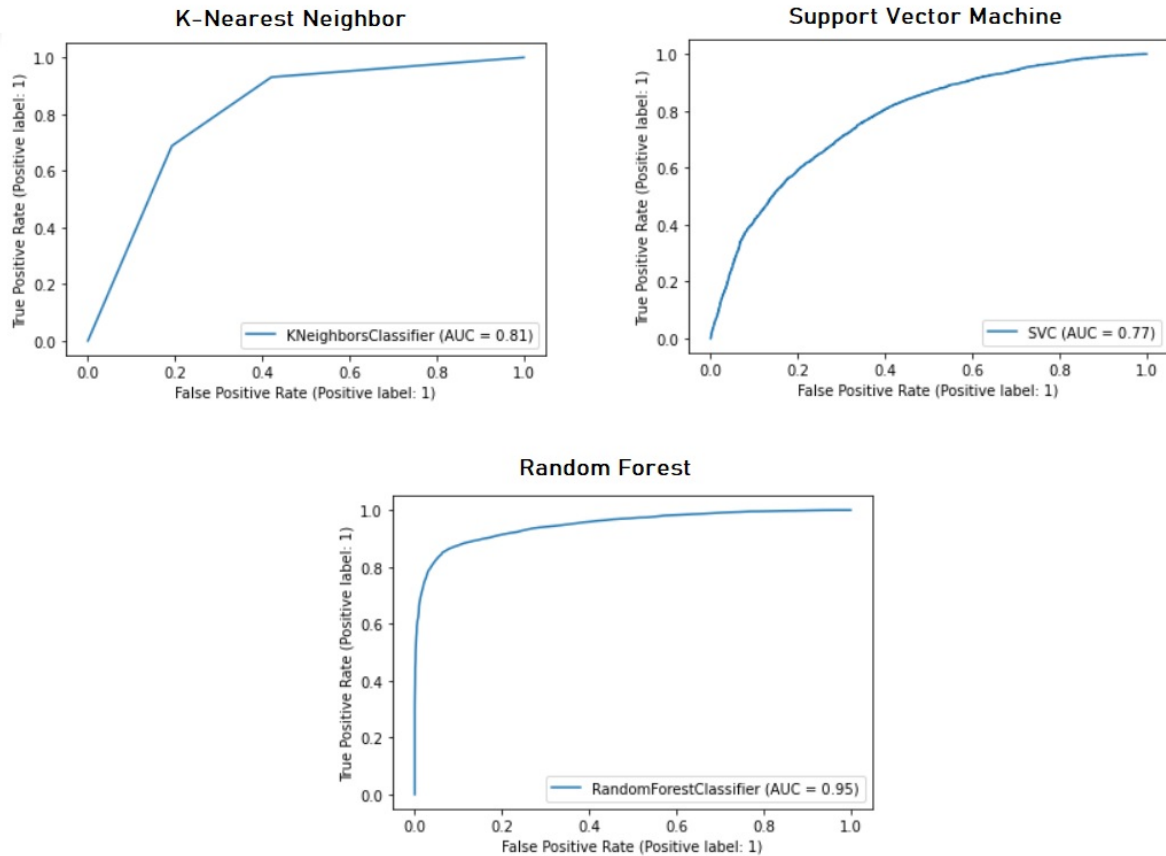 K-Nearest Neighbor
True Positive Rate (Positive label: 1)
1.0
0.8
0.6
0.4
0.2
0.0
KNeighborsClassifier (AUC = 0.81)
0.0 0.2 0.4 0.6 0.8 1.0
False Positive Rate (Positive label: 1)
Support Vector Machine
True Positive Rate (Positive label: 1)
1.0
0.8
0.6
0.4
0.2
0.0
SVC (AUC = 0.77)
0.0 0.2 0.4 0.6 0.8 1.0
False Positive Rate (Positive label: 1)
Random Forest
True Positive Rate (Positive label: 1)
1.0
0.8
0.6
0.4
0.2
0.0
RandomForestClassifier (AUC = 0.95)
0.0 0.2 0.4 0.6 0.8 1.0
False Positive Rate (Positive label: 1)